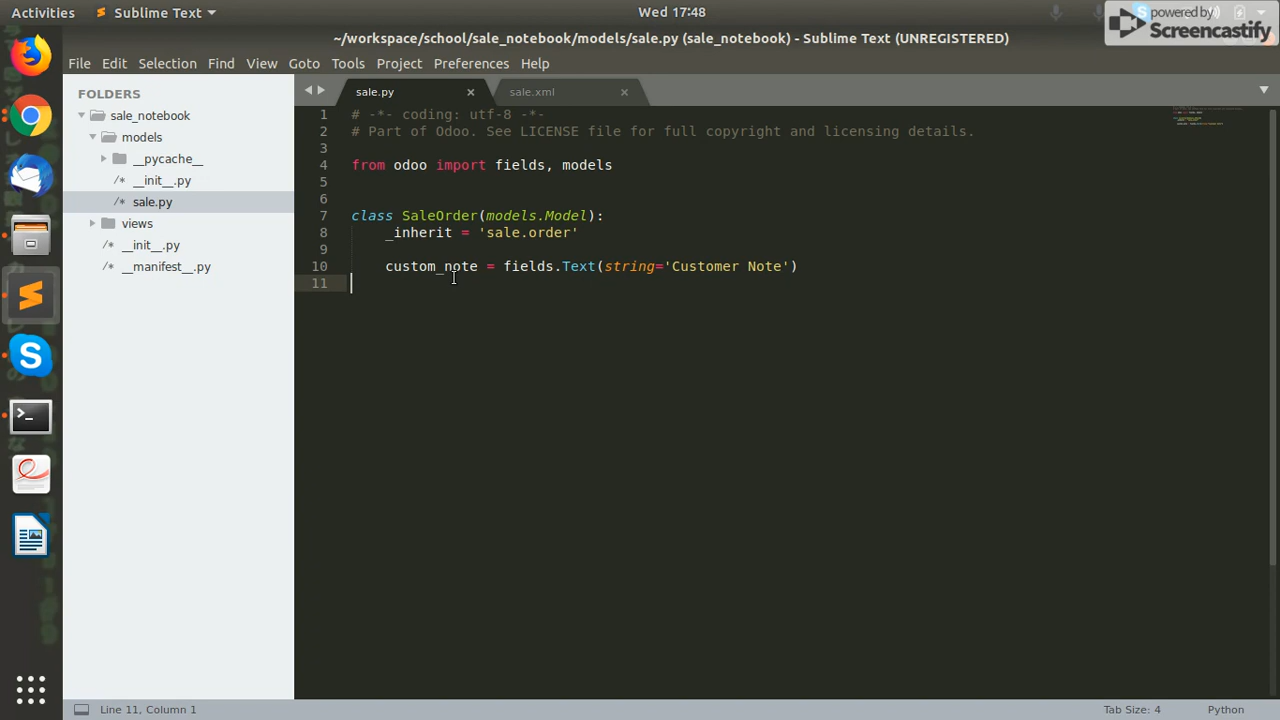 Activities
Sublime Text
Wed 17:48
powered by
Screencastify
~/workspace/school/sale_notebook/models/sale.py (sale_notebook) - Sublime Text (UNREGISTERED)
File Edit Selection Find View Goto Tools Project Preferences Help
FOLDERS
sale_notebook
models
__pycache__
/* __init__.py
/* sale.py
views
/* __init__.py
/* __manifest__.py
sale.py
sale.xml
1 # -*- coding: utf-8 -*-
2 # Part of Odoo. See LICENSE file for full copyright and licensing details.
3
4 from odoo import fields, models
5
6
7 class SaleOrder(models.Model):
8 _inherit = 'sale.order'
9
10 custom_note = fields.Text(string='Customer Note')
11
Line 11, Column 1
Tab Size: 4
Python